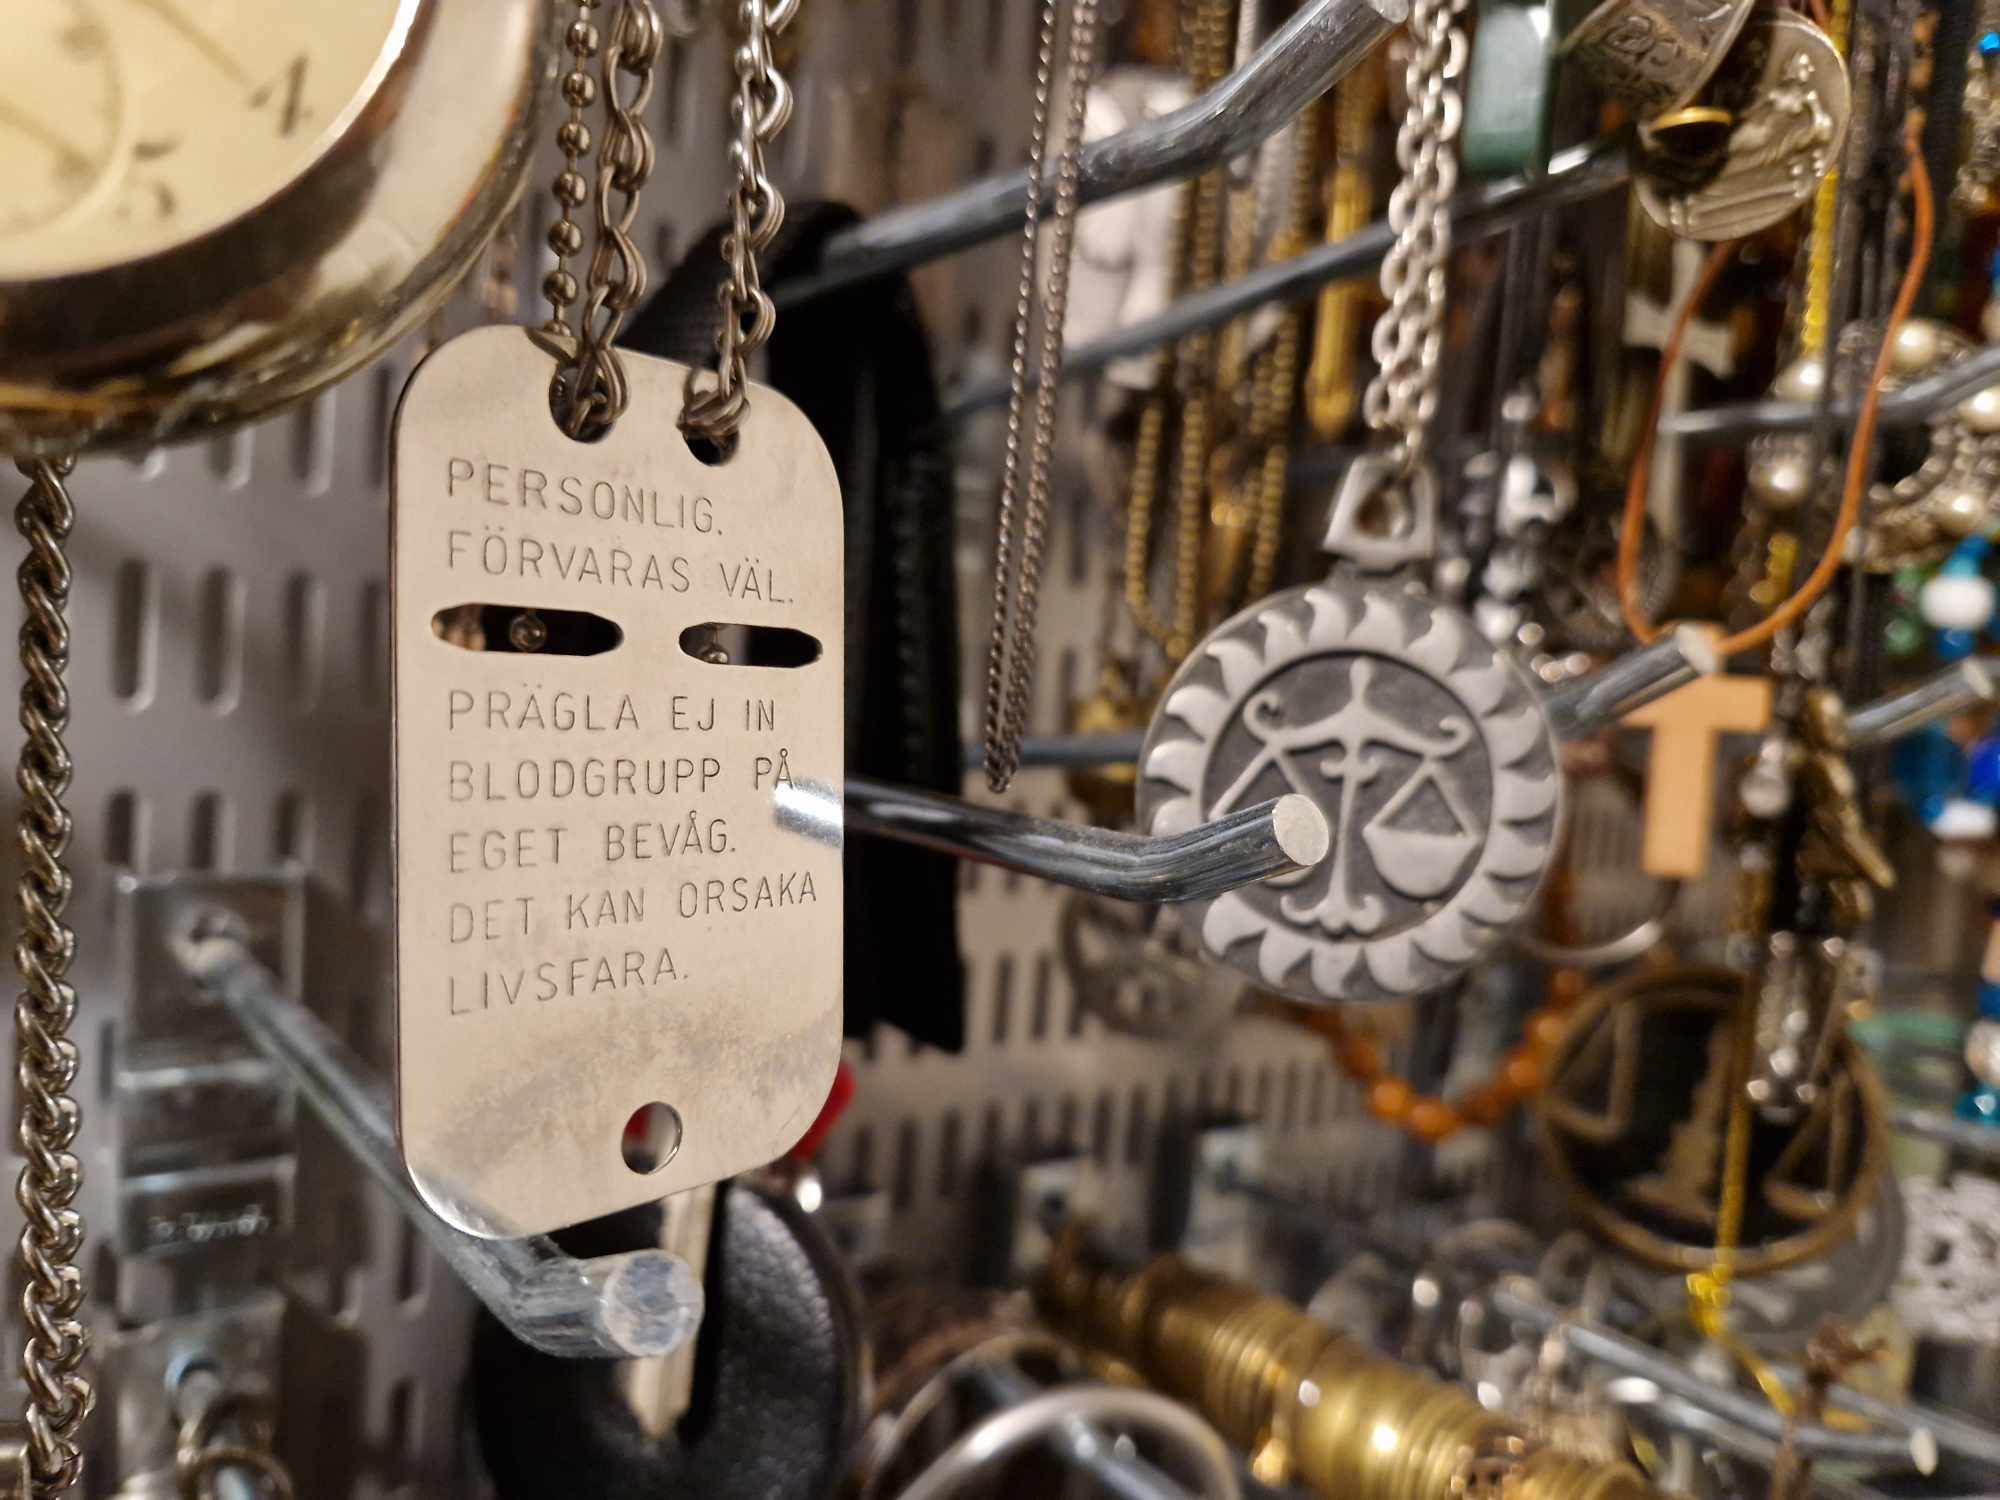 PERSONLIG.
FÖRVARAS VÄL.
PRÄGLA EJ IN
BLODGRUPP PÅ
EGET BEVÅG.
DET KAN ORSAKA
LIVSFARA.